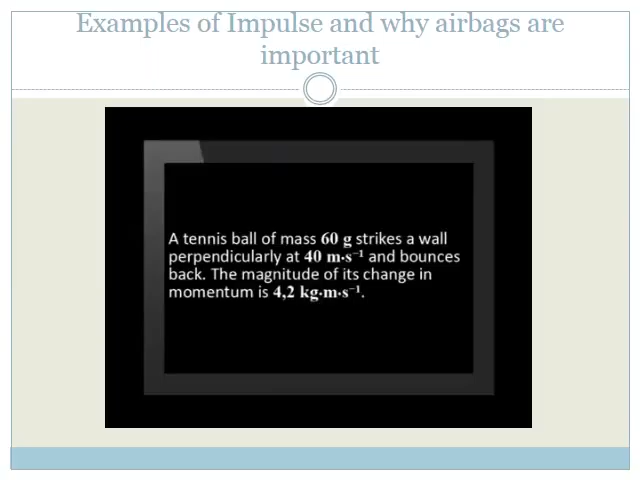 Examples of Impulse and why airbags are
important
A tennis ball of mass 60 g strikes a wall
perpendicularly at 40 m·s⁻¹ and bounces
back. The magnitude of its change in
momentum is 4,2 kg·m·s⁻¹.